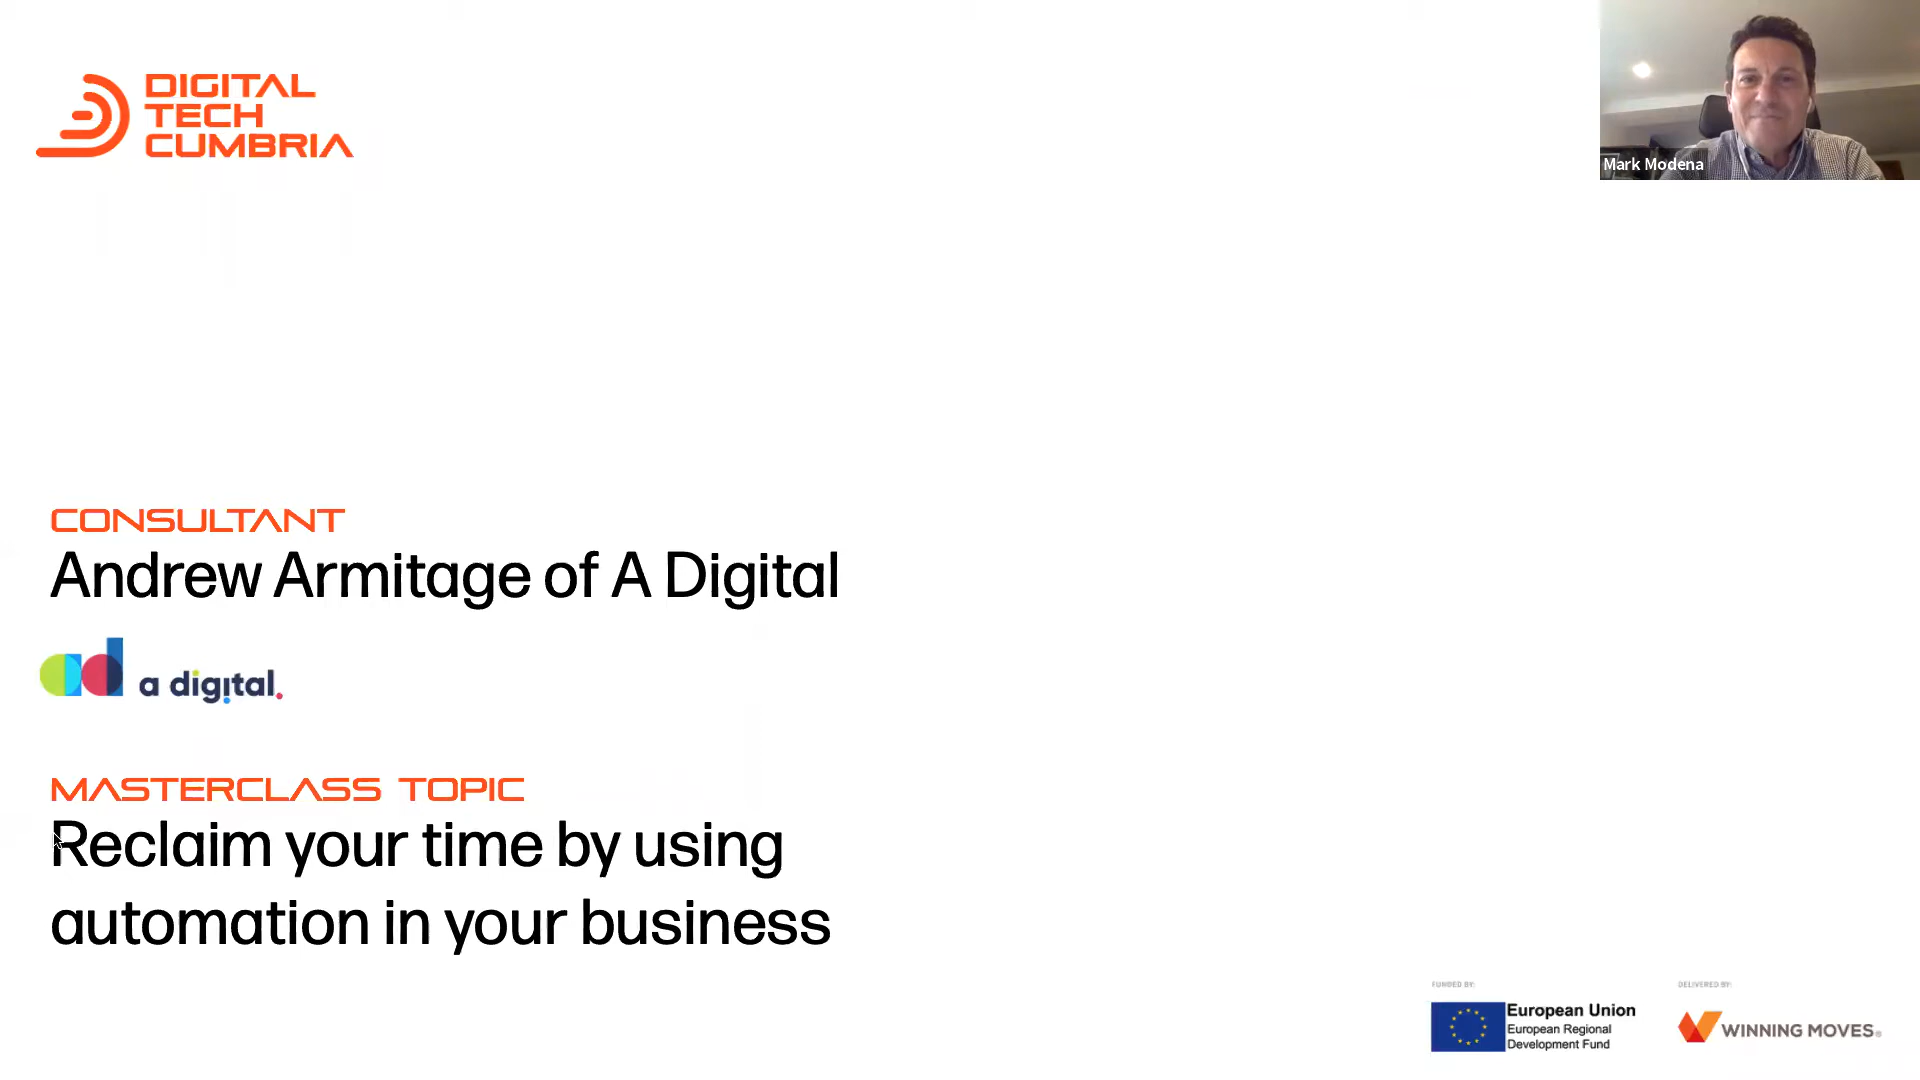 DIGITAL
TECH
CUMBRIA
Mark Modena
CONSULTANT
Andrew Armitage of A Digital
ad a digital.
MASTERCLASS TOPIC
Reclaim your time by using
automation in your business
FUNDED BY:
European Union
European Regional
Development Fund
DELIVERED BY:
WINNING MOVES®